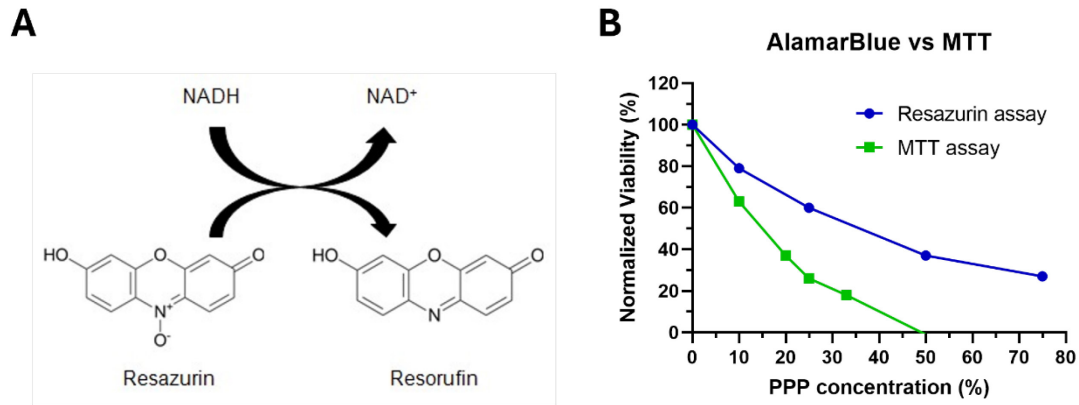 A
NADH NAD⁺
HO O O
N⁺
O⁻
HO O O
N
Resazurin Resorufin
B
AlamarBlue vs MTT
Normalized Viability (%)
120
100
80
60
40
20
0
0 10 20 30 40 50 60 70 80
PPP concentration (%)
Resazurin assay
MTT assay